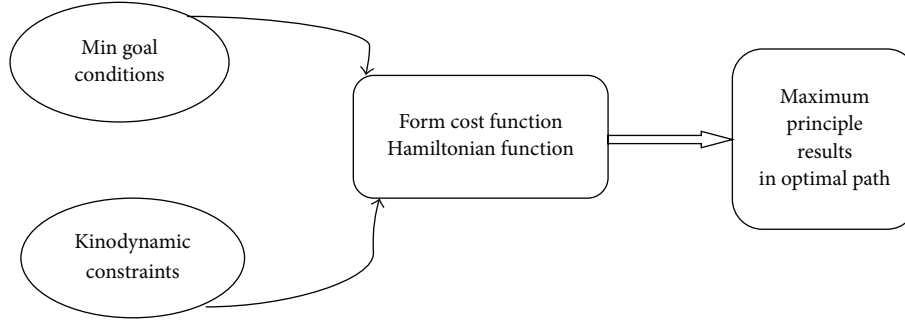 Min goal
conditions
Form cost function
Hamiltonian function
Maximum
principle
results
in optimal path
Kinodynamic
constraints